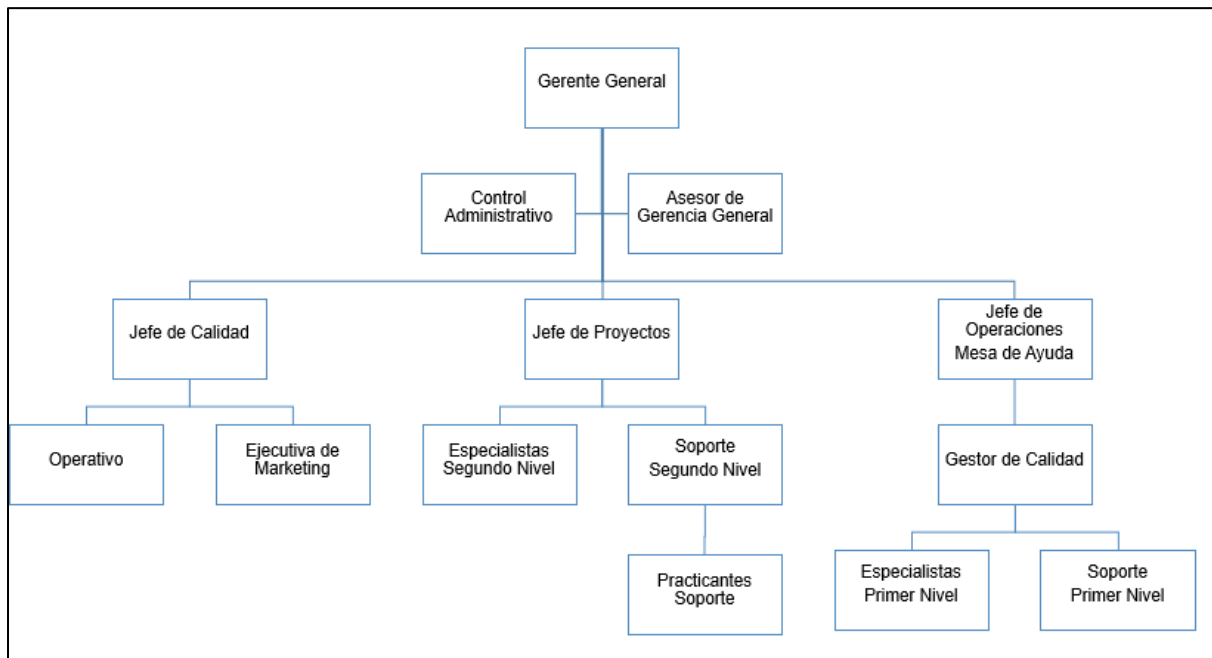 Gerente General
Control
Administrativo
Asesor de
Gerencia General
Jefe de Calidad
Jefe de Proyectos
Jefe de
Operaciones
Mesa de Ayuda
Operativo
Ejecutiva de
Marketing
Especialistas
Segundo Nivel
Soporte
Segundo Nivel
Gestor de Calidad
Practicantes
Soporte
Especialistas
Primer Nivel
Soporte
Primer Nivel